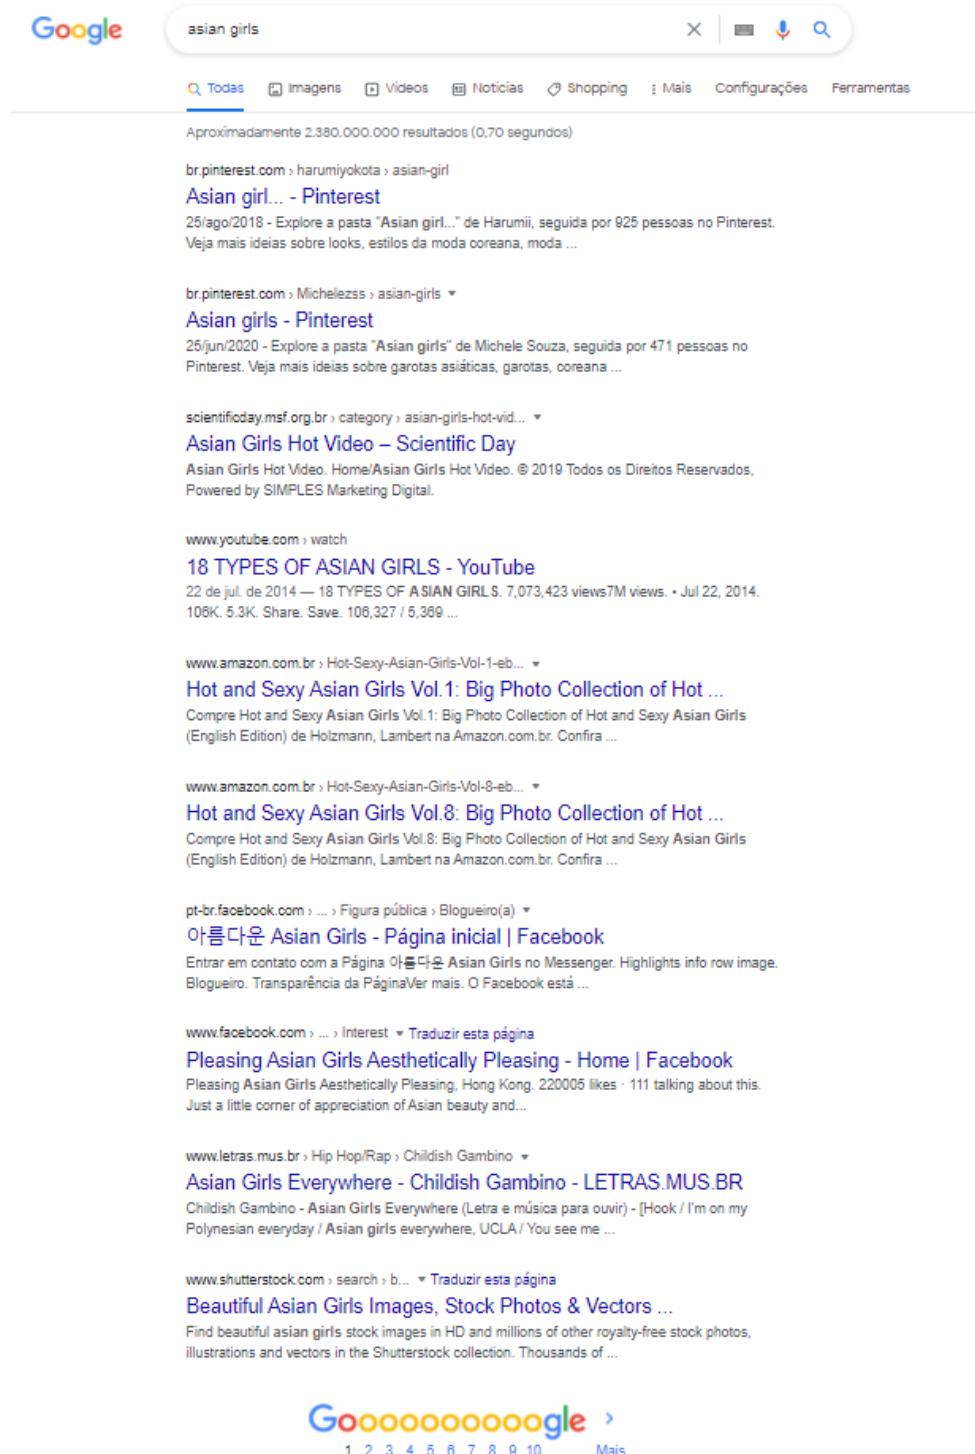 Google
asian girls
Todas Imagens Vídeos Notícias Shopping Mais Configurações Ferramentas
Aproximadamente 2.380.000.000 resultados (0,70 segundos)
br.pinterest.com › harumiyokota › asian-girl
Asian girl... - Pinterest
25/ago/2018 - Explore a pasta "Asian girl..." de Harumii, seguida por 925 pessoas no Pinterest.
Veja mais ideias sobre looks, estilos da moda coreana, moda ...
br.pinterest.com › Michelezss › asian-girls
Asian girls - Pinterest
25/jun/2020 - Explore a pasta "Asian girls" de Michele Souza, seguida por 471 pessoas no
Pinterest. Veja mais ideias sobre garotas asiáticas, garotas, coreana ...
scientificday.msf.org.br › category › asian-girls-hot-vid...
Asian Girls Hot Video – Scientific Day
Asian Girls Hot Video. Home/Asian Girls Hot Video. © 2019 Todos os Direitos Reservados,
Powered by SIMPLES Marketing Digital.
www.youtube.com › watch
18 TYPES OF ASIAN GIRLS - YouTube
22 de jul. de 2014 — 18 TYPES OF ASIAN GIRLS. 7,073,423 views7M views. • Jul 22, 2014.
106K. 5.3K. Share. Save. 106,327 / 5,369 ...
www.amazon.com.br › Hot-Sexy-Asian-Girls-Vol-1-eb...
Hot and Sexy Asian Girls Vol.1: Big Photo Collection of Hot ...
Compre Hot and Sexy Asian Girls Vol.1: Big Photo Collection of Hot and Sexy Asian Girls
(English Edition) de Holzmann, Lambert na Amazon.com.br. Confira ...
www.amazon.com.br › Hot-Sexy-Asian-Girls-Vol-8-eb...
Hot and Sexy Asian Girls Vol.8: Big Photo Collection of Hot ...
Compre Hot and Sexy Asian Girls Vol.8: Big Photo Collection of Hot and Sexy Asian Girls
(English Edition) de Holzmann, Lambert na Amazon.com.br. Confira ...
pt-br.facebook.com › ... › Figura pública › Blogueiro(a)
아름다운 Asian Girls - Página inicial | Facebook
Entrar em contato com a Página 아름다운 Asian Girls no Messenger. Highlights info row image.
Blogueiro. Transparência da PáginaVer mais. O Facebook está ...
www.facebook.com › ... › Interest Traduzir esta página
Pleasing Asian Girls Aesthetically Pleasing - Home | Facebook
Pleasing Asian Girls Aesthetically Pleasing, Hong Kong. 220005 likes · 111 talking about this.
Just a little corner of appreciation of Asian beauty and...
www.letras.mus.br › Hip Hop/Rap › Childish Gambino
Asian Girls Everywhere - Childish Gambino - LETRAS.MUS.BR
Childish Gambino - Asian Girls Everywhere (Letra e música para ouvir) - [Hook / I'm on my
Polynesian everyday / Asian girls everywhere, UCLA / You see me ...
www.shutterstock.com › search › b... Traduzir esta página
Beautiful Asian Girls Images, Stock Photos & Vectors ...
Find beautiful asian girls stock images in HD and millions of other royalty-free stock photos,
illustrations and vectors in the Shutterstock collection. Thousands of ...
Goooooooooogle ›
1 2 3 4 5 6 7 8 9 10 Mais